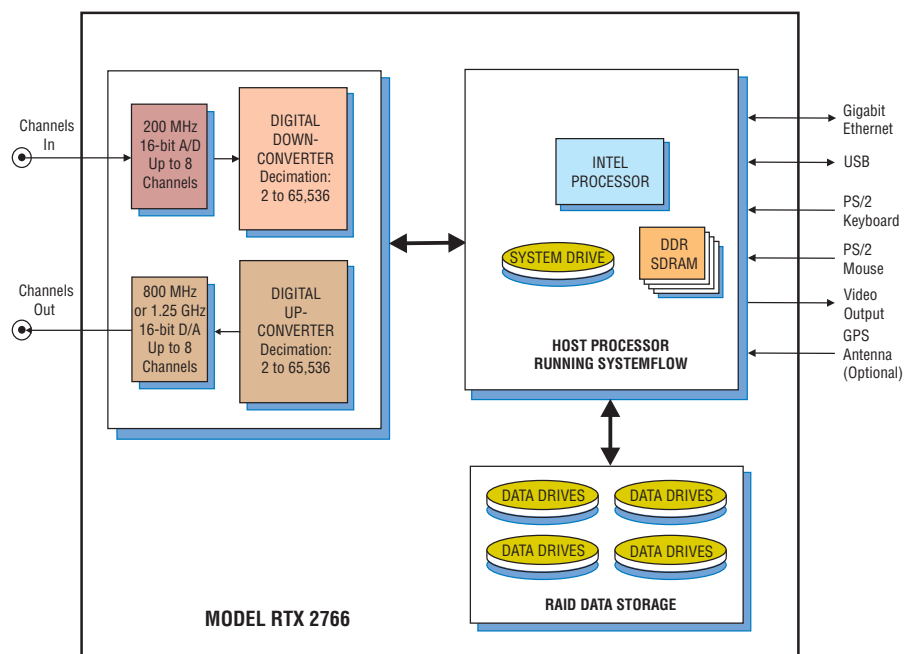 Channels
In
200 MHz
16-bit A/D
Up to 8
Channels
DIGITAL
DOWN-
CONVERTER
Decimation:
2 to 65,536
Channels
Out
800 MHz
or 1.25 GHz
16-bit D/A
Up to 8
Channels
DIGITAL
UP-
CONVERTER
Decimation:
2 to 65,536
INTEL
PROCESSOR
SYSTEM DRIVE
DDR
SDRAM
HOST PROCESSOR
RUNNING SYSTEMFLOW
Gigabit
Ethernet
USB
PS/2
Keyboard
PS/2
Mouse
Video
Output
GPS
Antenna
(Optional)
DATA DRIVES
DATA DRIVES
DATA DRIVES
DATA DRIVES
RAID DATA STORAGE
MODEL RTX 2766